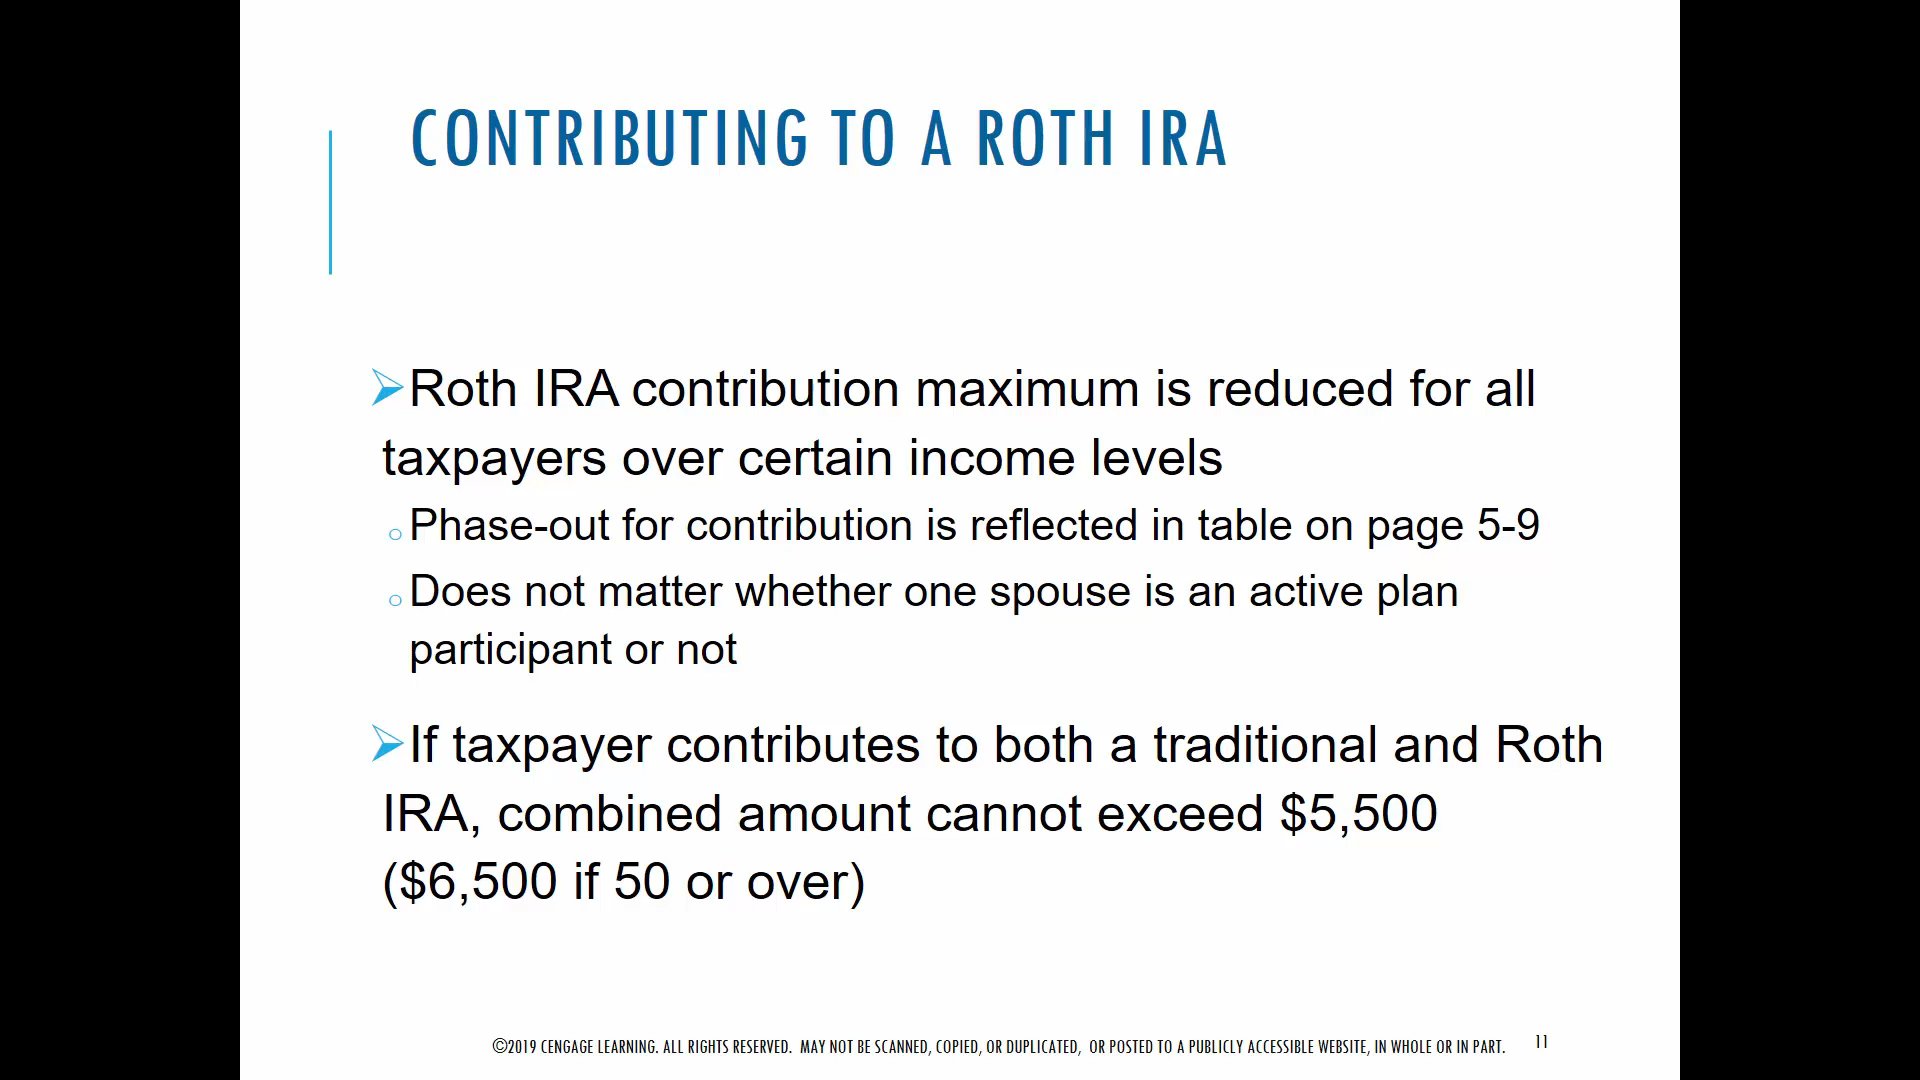 CONTRIBUTING TO A ROTH IRA
➢Roth IRA contribution maximum is reduced for all
taxpayers over certain income levels
○Phase-out for contribution is reflected in table on page 5-9
○Does not matter whether one spouse is an active plan
participant or not
➢If taxpayer contributes to both a traditional and Roth
IRA, combined amount cannot exceed $5,500
($6,500 if 50 or over)
©2019 CENGAGE LEARNING. ALL RIGHTS RESERVED. MAY NOT BE SCANNED, COPIED, OR DUPLICATED, OR POSTED TO A PUBLICLY ACCESSIBLE WEBSITE, IN WHOLE OR IN PART. 11